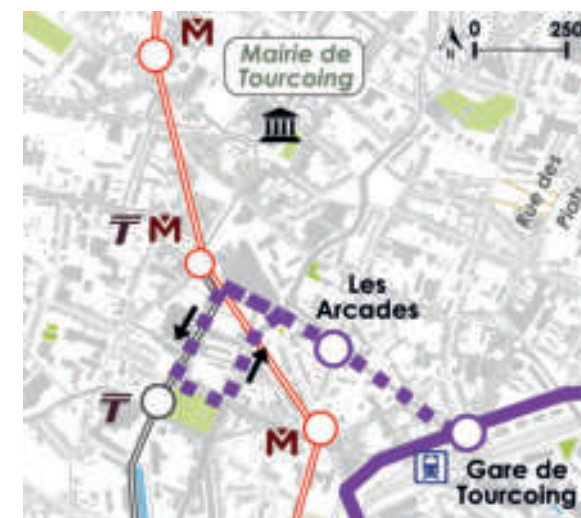 M
Mairie de
Tourcoing
N
0 250
T M
Rue des
Les
Arcades
T
M
Gare de
Tourcoing